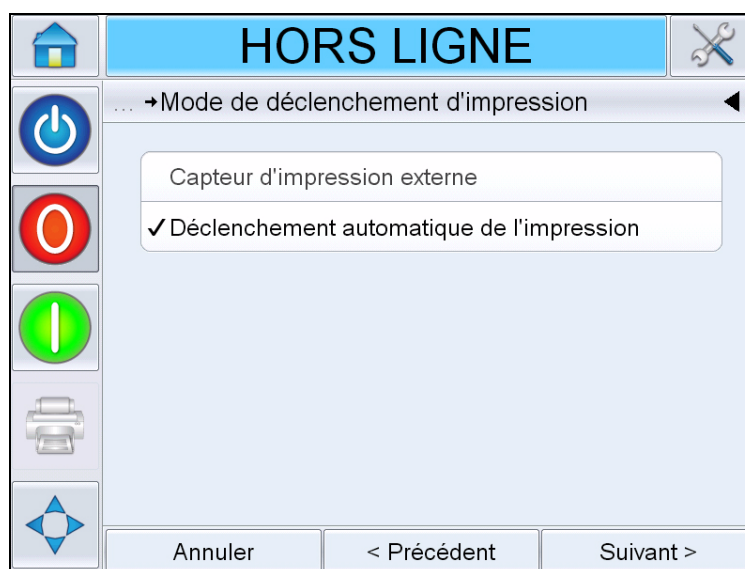 HORS LIGNE
... →Mode de déclenchement d'impression
Capteur d'impression externe
✓Déclenchement automatique de l'impression
Annuler
< Précédent
Suivant >